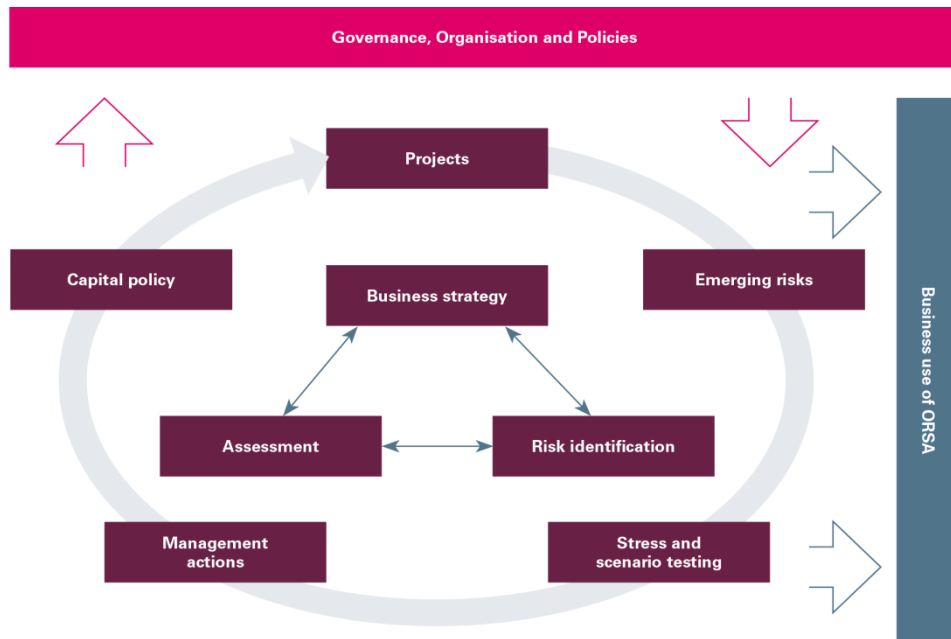 Governance, Organisation and Policies
Projects
Capital policy
Emerging risks
Business strategy
Assessment
Risk identification
Management
actions
Stress and
scenario testing
Business use of ORSA